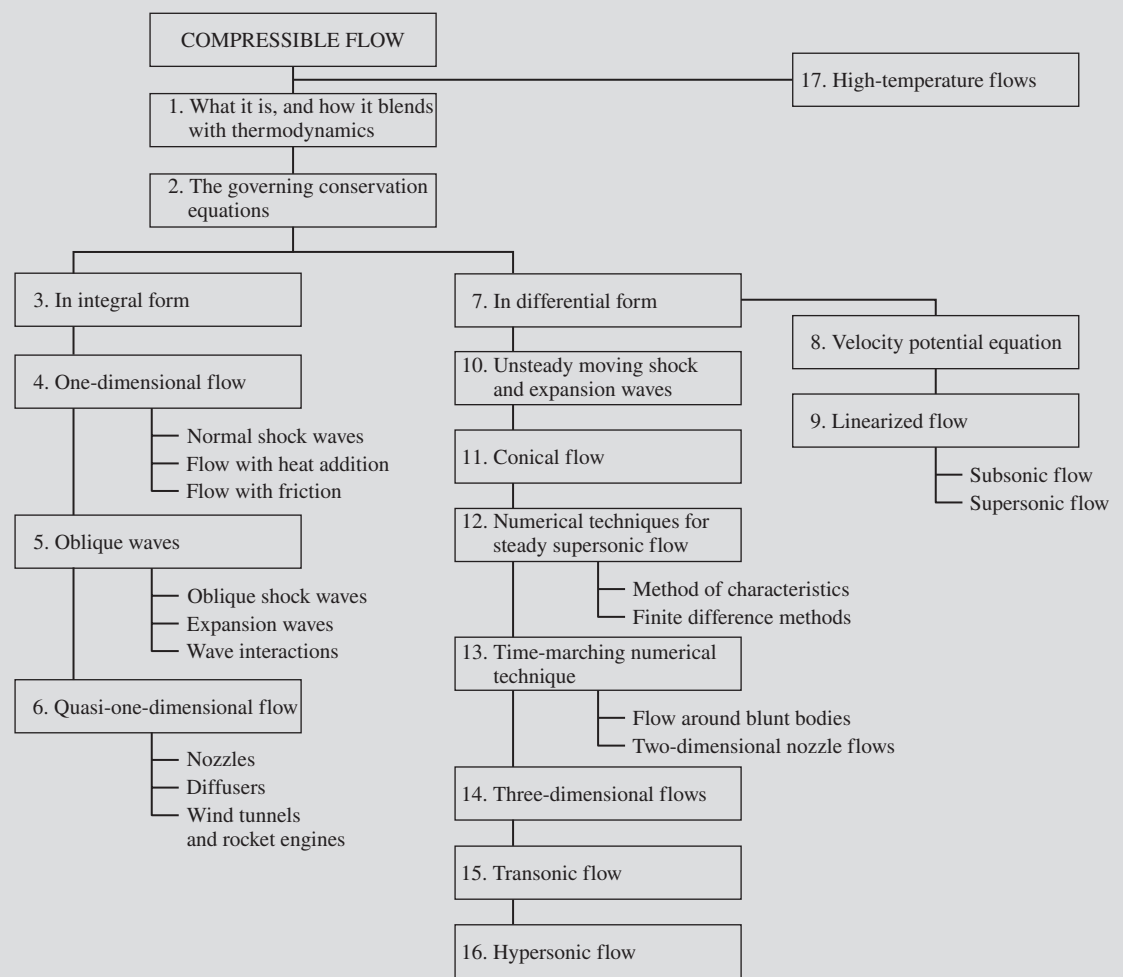 COMPRESSIBLE FLOW
17. High-temperature flows
1. What it is, and how it blends
with thermodynamics
2. The governing conservation
equations
3. In integral form
4. One-dimensional flow
Normal shock waves
Flow with heat addition
Flow with friction
5. Oblique waves
Oblique shock waves
Expansion waves
Wave interactions
6. Quasi-one-dimensional flow
Nozzles
Diffusers
Wind tunnels
and rocket engines
7. In differential form
8. Velocity potential equation
9. Linearized flow
Subsonic flow
Supersonic flow
10. Unsteady moving shock
and expansion waves
11. Conical flow
12. Numerical techniques for
steady supersonic flow
Method of characteristics
Finite difference methods
13. Time-marching numerical
technique
Flow around blunt bodies
Two-dimensional nozzle flows
14. Three-dimensional flows
15. Transonic flow
16. Hypersonic flow